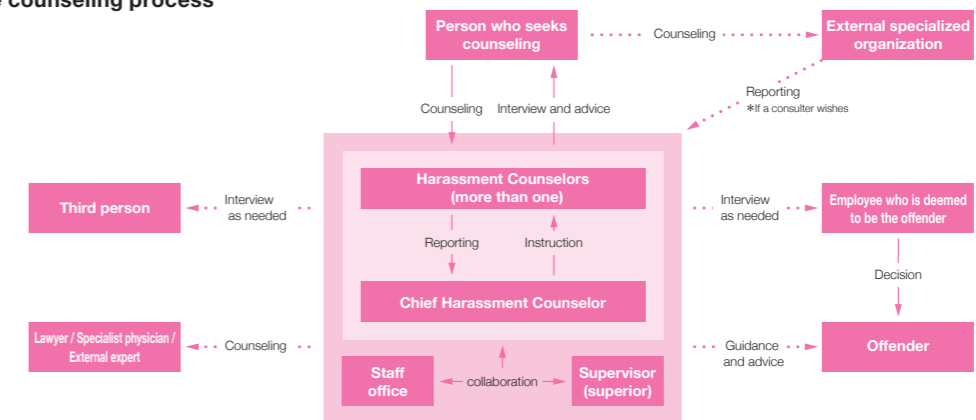 counseling process
Person who seeks
counseling
Counseling
External specialized
organization
Counseling
Interview and advice
Reporting
*If a consulter wishes
Harassment Counselors
(more than one)
Third person
Interview
as needed
Interview
as needed
Employee who is deemed
to be the offender
Reporting
Instruction
Decision
Chief Harassment Counselor
Lawyer / Specialist physician /
External expert
Counseling
Guidance
and advice
Offender
Staff
office
collaboration
Supervisor
(superior)